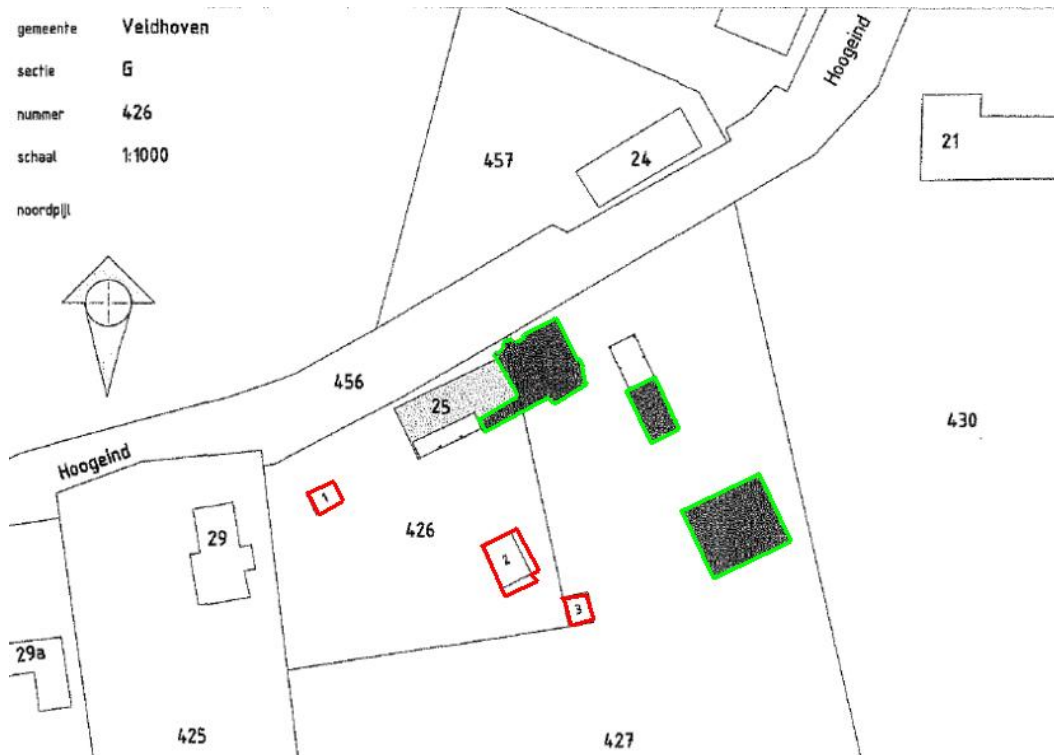 gemeente Veldhoven
sectie G
nummer 426
schaal 1:1000
noordpijl
Hoogeind
21
24
457
456
25
430
Hoogeind
1
426
29
2
3
29a
425
427